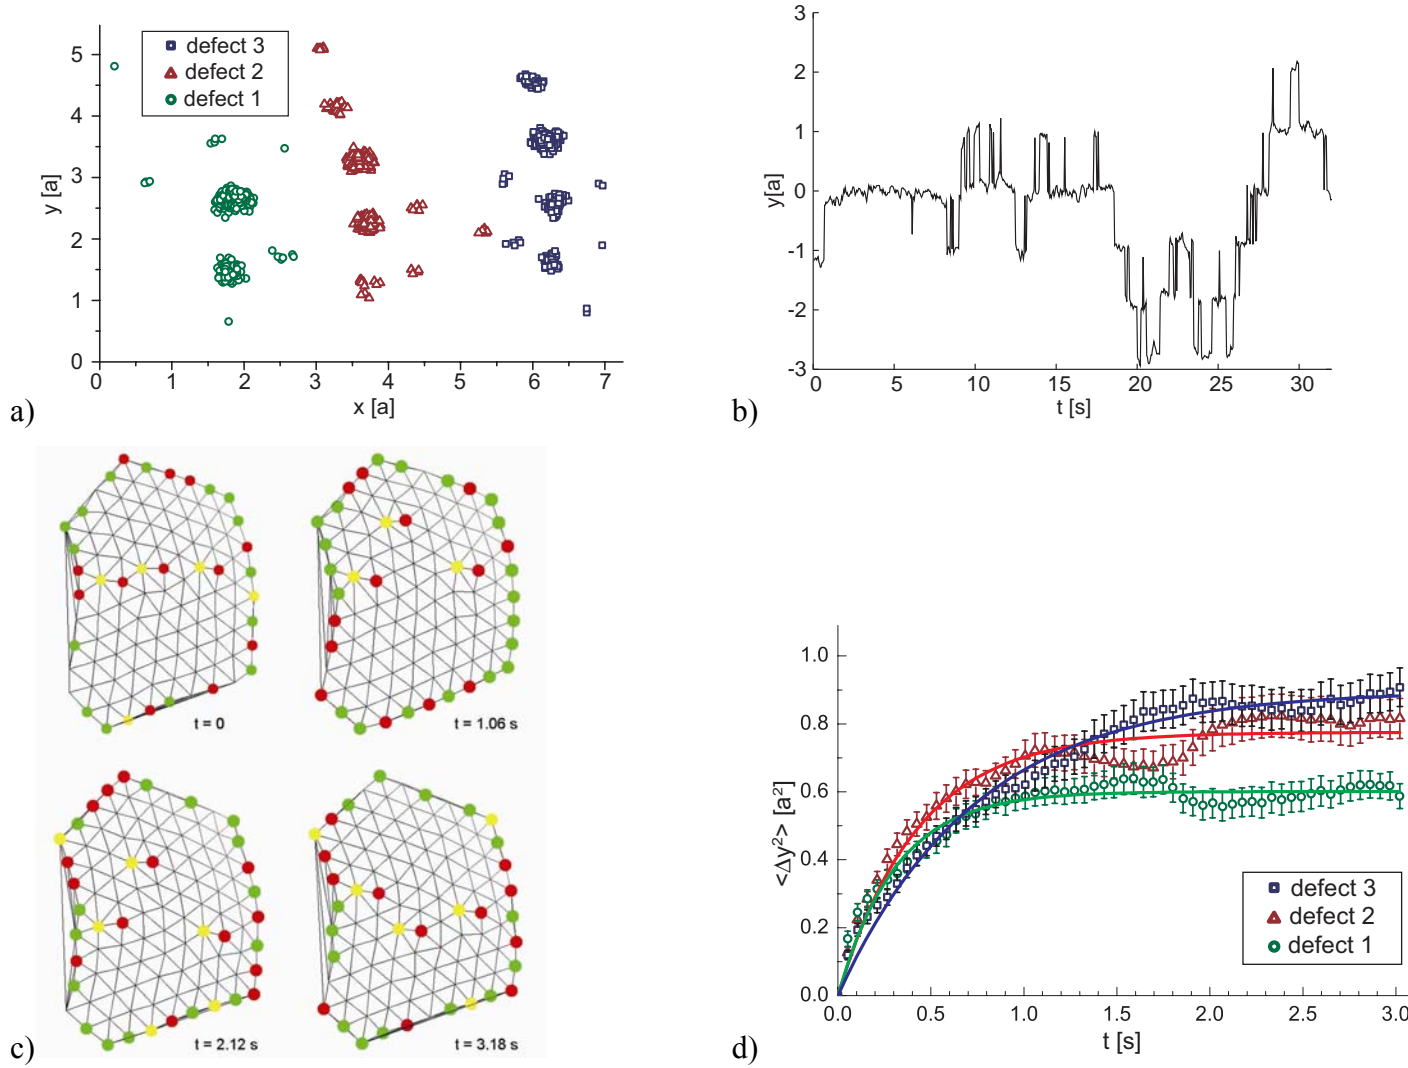 5
4
3
2
1
0
y [a]
defect 3
defect 2
defect 1
0 1 2 3 4 5 6 7
x [a]
a)
3
2
1
0
-1
-2
-3
y[a]
0 5 10 15 20 25 30
t [s]
b)
t = 0
t = 1.06 s
t = 2.12 s
t = 3.18 s
c)
1.0
0.8
0.6
0.4
0.2
0.0
<Δy²> [a²]
defect 3
defect 2
defect 1
0.0 0.5 1.0 1.5 2.0 2.5 3.0
t [s]
d)